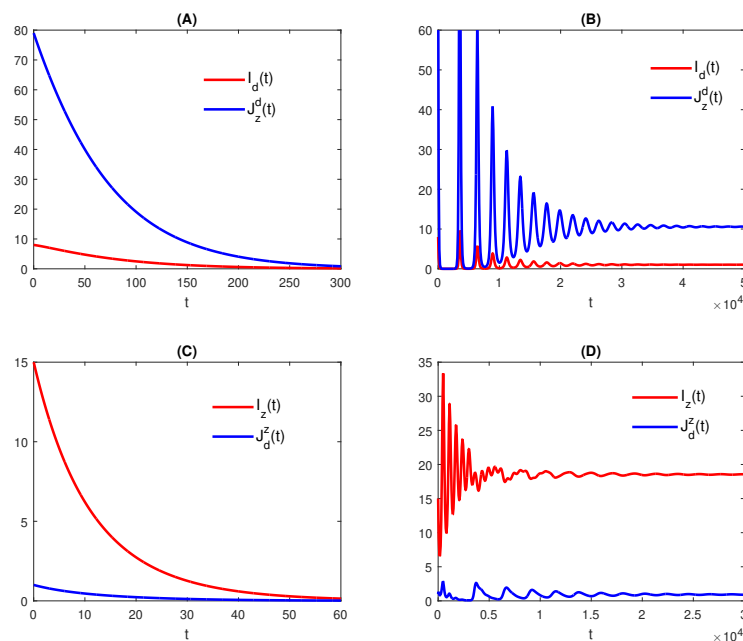 (A)
80
70
60
50
40
30
20
10
0
0 50 100 150 200 250 300
t
I_d(t)
J_z^d(t)
(B)
60
50
40
30
20
10
0
0 1 2 3 4 5
t
×10^4
I_d(t)
J_z^d(t)
(C)
15
10
5
0
0 10 20 30 40 50 60
t
I_z(t)
J_d^z(t)
(D)
35
30
25
20
15
10
5
0
0 0.5 1 1.5 2 2.5 3
t
×10^4
I_z(t)
J_d^z(t)